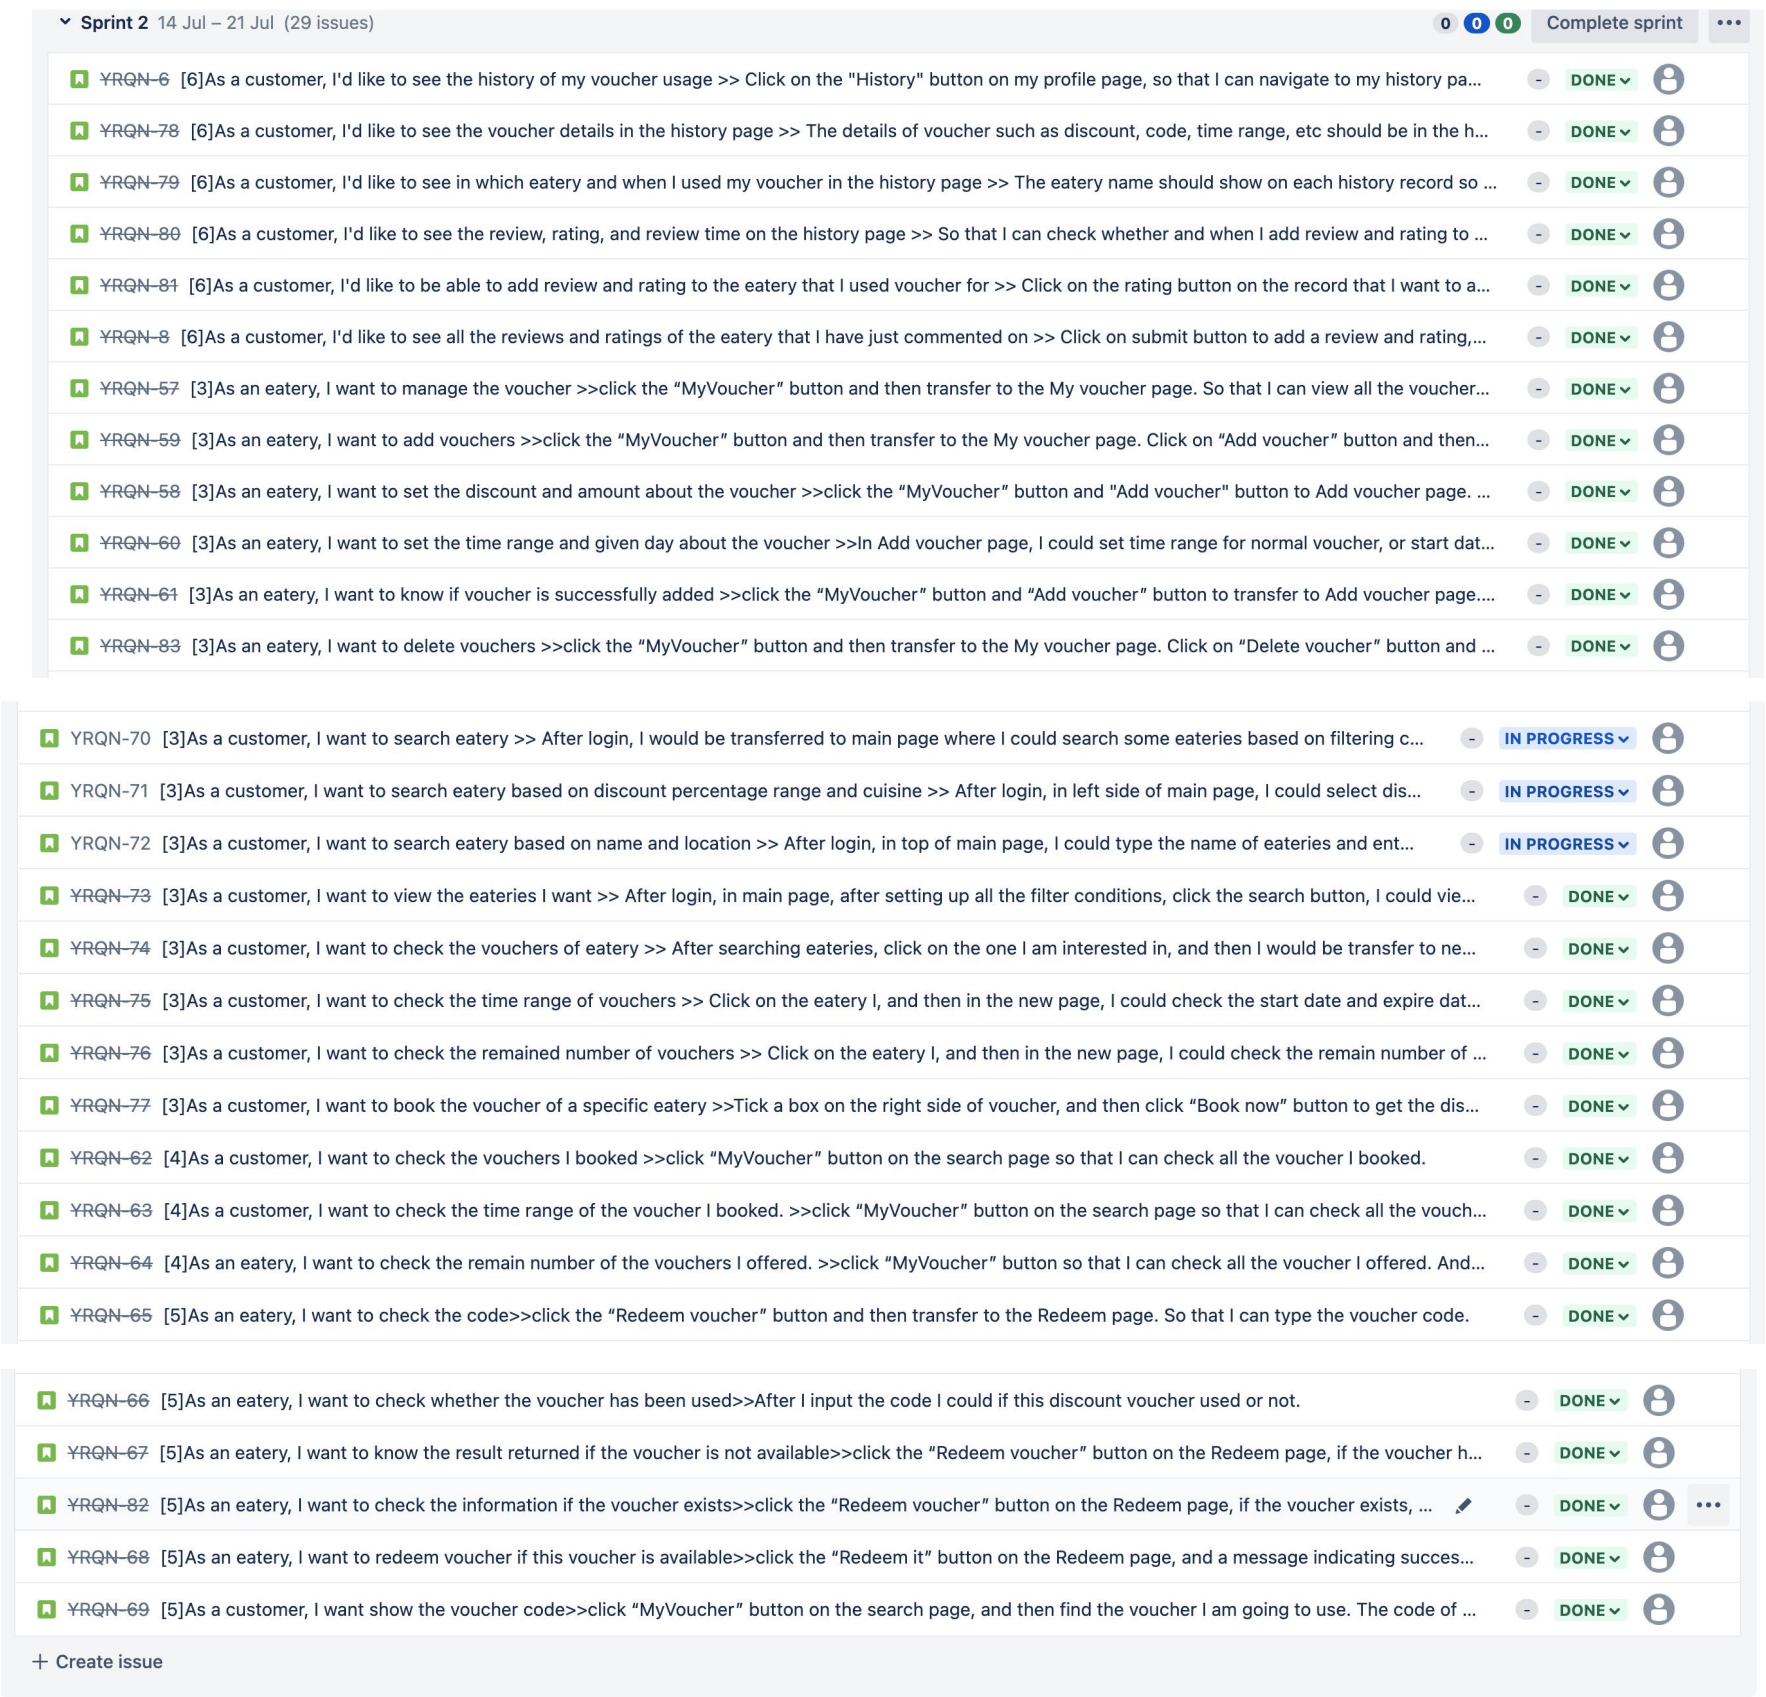 Sprint 2 14 Jul – 21 Jul (29 issues) 0 0 0 Complete sprint
YRQN-6 [6]As a customer, I'd like to see the history of my voucher usage >> Click on the "History" button on my profile page, so that I can navigate to my history pa... - DONE
YRQN-78 [6]As a customer, I'd like to see the voucher details in the history page >> The details of voucher such as discount, code, time range, etc should be in the h... - DONE
YRQN-79 [6]As a customer, I'd like to see in which eatery and when I used my voucher in the history page >> The eatery name should show on each history record so ... - DONE
YRQN-80 [6]As a customer, I'd like to see the review, rating, and review time on the history page >> So that I can check whether and when I add review and rating to ... - DONE
YRQN-81 [6]As a customer, I'd like to be able to add review and rating to the eatery that I used voucher for >> Click on the rating button on the record that I want to a... - DONE
YRQN-8 [6]As a customer, I'd like to see all the reviews and ratings of the eatery that I have just commented on >> Click on submit button to add a review and rating,... - DONE
YRQN-57 [3]As an eatery, I want to manage the voucher >>click the “MyVoucher” button and then transfer to the My voucher page. So that I can view all the voucher... - DONE
YRQN-59 [3]As an eatery, I want to add vouchers >>click the “MyVoucher” button and then transfer to the My voucher page. Click on “Add voucher” button and then... - DONE
YRQN-58 [3]As an eatery, I want to set the discount and amount about the voucher >>click the “MyVoucher” button and "Add voucher" button to Add voucher page. ... - DONE
YRQN-60 [3]As an eatery, I want to set the time range and given day about the voucher >>In Add voucher page, I could set time range for normal voucher, or start dat... - DONE
YRQN-61 [3]As an eatery, I want to know if voucher is successfully added >>click the “MyVoucher” button and “Add voucher” button to transfer to Add voucher page.... - DONE
YRQN-83 [3]As an eatery, I want to delete vouchers >>click the “MyVoucher” button and then transfer to the My voucher page. Click on “Delete voucher” button and ... - DONE
YRQN-70 [3]As a customer, I want to search eatery >> After login, I would be transferred to main page where I could search some eateries based on filtering c... - IN PROGRESS
YRQN-71 [3]As a customer, I want to search eatery based on discount percentage range and cuisine >> After login, in left side of main page, I could select dis... - IN PROGRESS
YRQN-72 [3]As a customer, I want to search eatery based on name and location >> After login, in top of main page, I could type the name of eateries and ent... - IN PROGRESS
YRQN-73 [3]As a customer, I want to view the eateries I want >> After login, in main page, after setting up all the filter conditions, click the search button, I could vie... - DONE
YRQN-74 [3]As a customer, I want to check the vouchers of eatery >> After searching eateries, click on the one I am interested in, and then I would be transfer to ne... - DONE
YRQN-75 [3]As a customer, I want to check the time range of vouchers >> Click on the eatery I, and then in the new page, I could check the start date and expire dat... - DONE
YRQN-76 [3]As a customer, I want to check the remained number of vouchers >> Click on the eatery I, and then in the new page, I could check the remain number of ... - DONE
YRQN-77 [3]As a customer, I want to book the voucher of a specific eatery >>Tick a box on the right side of voucher, and then click “Book now” button to get the dis... - DONE
YRQN-62 [4]As a customer, I want to check the vouchers I booked >>click “MyVoucher” button on the search page so that I can check all the voucher I booked. - DONE
YRQN-63 [4]As a customer, I want to check the time range of the voucher I booked. >>click “MyVoucher” button on the search page so that I can check all the vouch... - DONE
YRQN-64 [4]As an eatery, I want to check the remain number of the vouchers I offered. >>click “MyVoucher” button so that I can check all the voucher I offered. And... - DONE
YRQN-65 [5]As an eatery, I want to check the code>>click the “Redeem voucher” button and then transfer to the Redeem page. So that I can type the voucher code. - DONE
YRQN-66 [5]As an eatery, I want to check whether the voucher has been used>>After I input the code I could if this discount voucher used or not. - DONE
YRQN-67 [5]As an eatery, I want to know the result returned if the voucher is not available>>click the “Redeem voucher” button on the Redeem page, if the voucher h... - DONE
YRQN-82 [5]As an eatery, I want to check the information if the voucher exists>>click the “Redeem voucher” button on the Redeem page, if the voucher exists, ... - DONE
YRQN-68 [5]As an eatery, I want to redeem voucher if this voucher is available>>click the “Redeem it” button on the Redeem page, and a message indicating succes... - DONE
YRQN-69 [5]As a customer, I want show the voucher code>>click “MyVoucher” button on the search page, and then find the voucher I am going to use. The code of ... - DONE
+ Create issue